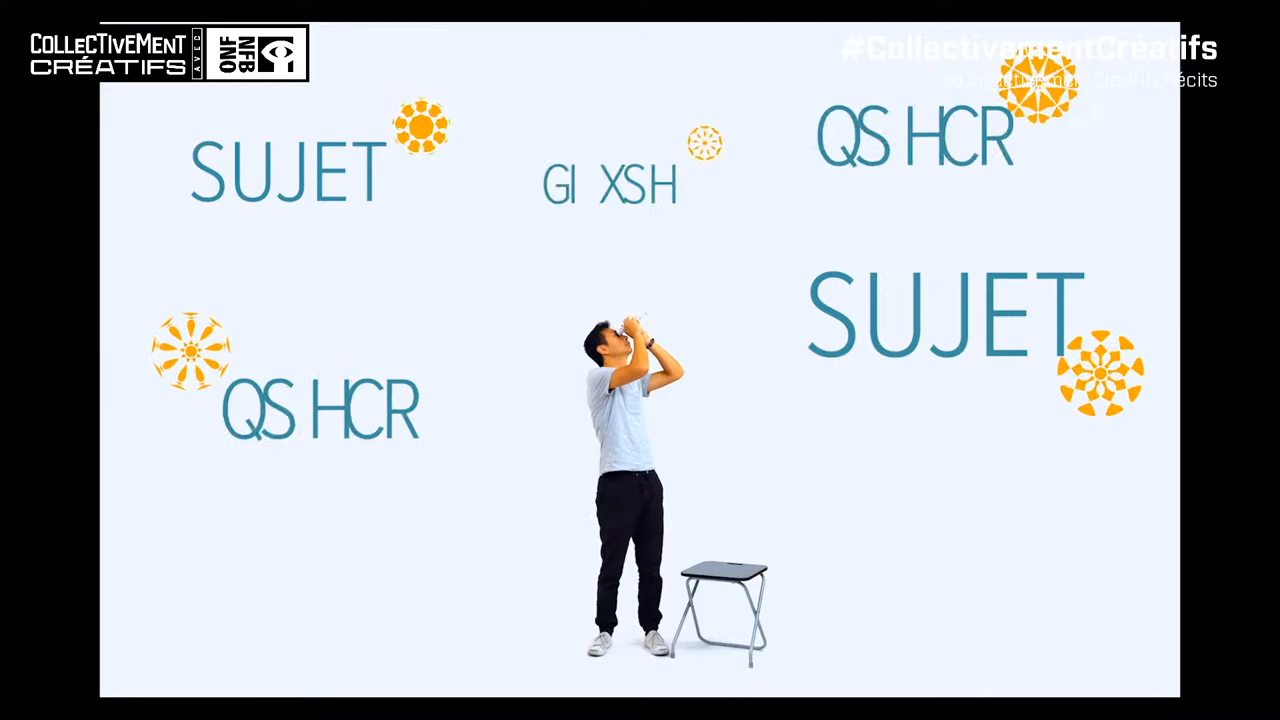 COLLECTIVEMENT
CRÉATIFS
AVEC
ONF
NFB
#CollectivementCréatifs
SUJET
GI XSH
QS HCR
SUJET
QS HCR